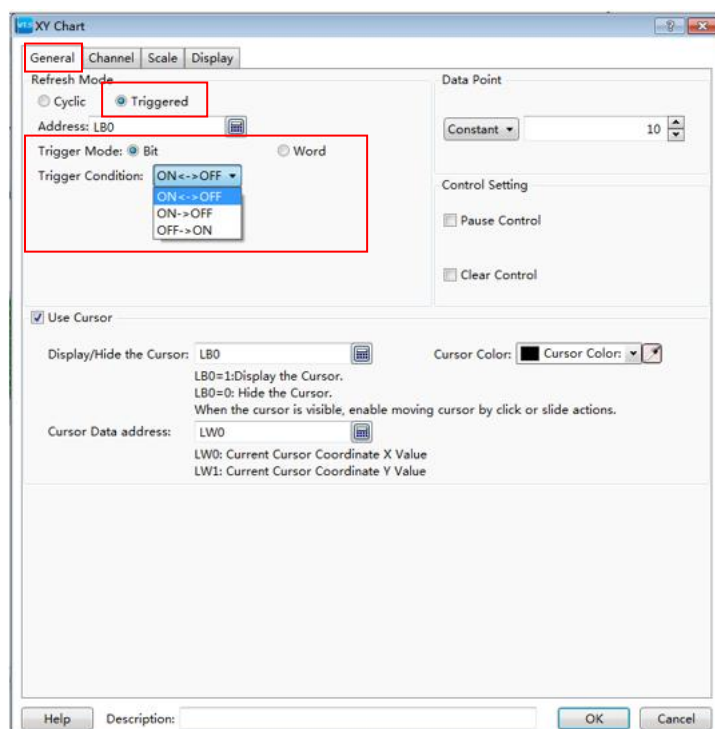 XY Chart
General Channel Scale Display
Refresh Mode
Cyclic Triggered
Address: LB0
Trigger Mode: Bit Word
Trigger Condition: ON<->OFF
ON<->OFF
ON->OFF
OFF->ON
Data Point
Constant 10
Control Setting
Pause Control
Clear Control
Use Cursor
Display/Hide the Cursor: LB0 Cursor Color: Cursor Color:
LB0=1:Display the Cursor.
LB0=0: Hide the Cursor.
When the cursor is visible, enable moving cursor by click or slide actions.
Cursor Data address: LW0
LW0: Current Cursor Coordinate X Value
LW1: Current Cursor Coordinate Y Value
Help Description: OK Cancel